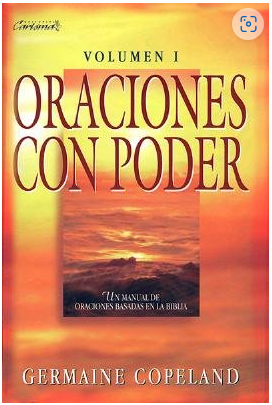 Carisma
VOLUMEN I
ORACIONES
CON PODER
UN MANUAL DE
ORACIONES BASADAS EN LA BIBLIA
GERMAINE COPELAND